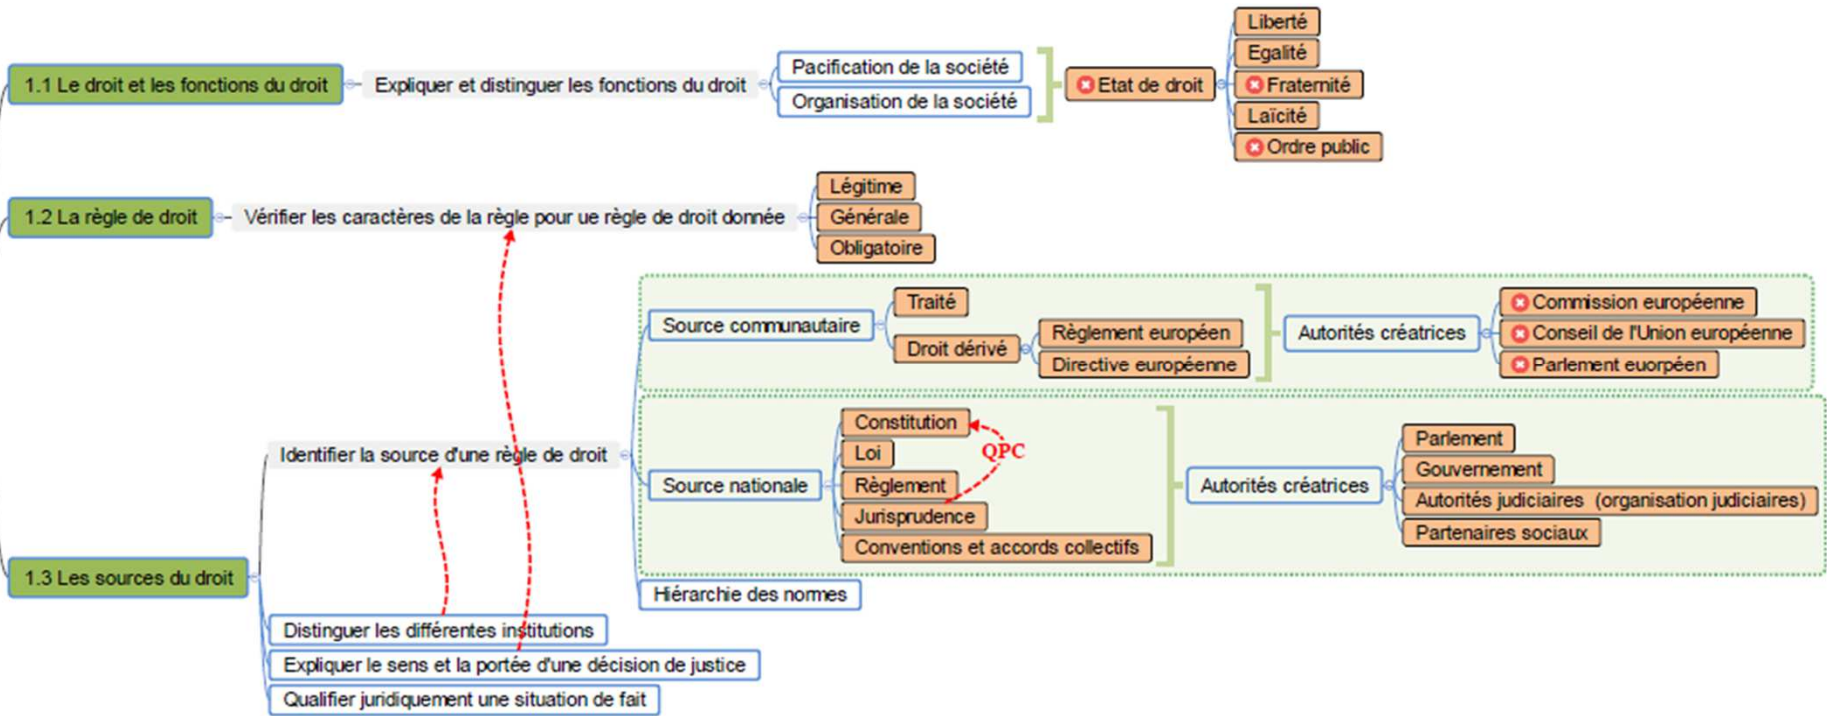 1.1 Le droit et les fonctions du droit
Expliquer et distinguer les fonctions du droit
Pacification de la société
Organisation de la société
Etat de droit
Liberté
Egalité
Fraternité
Laïcité
Ordre public
1.2 La règle de droit
Vérifier les caractères de la règle pour ue règle de droit donnée
Légitime
Générale
Obligatoire
1.3 Les sources du droit
Identifier la source d'une règle de droit
Source communautaire
Traité
Droit dérivé
Règlement européen
Directive européenne
Autorités créatrices
Commission européenne
Conseil de l'Union européenne
Parlement euorpéen
Source nationale
Constitution
Loi
Règlement
Jurisprudence
Conventions et accords collectifs
QPC
Autorités créatrices
Parlement
Gouvernement
Autorités judiciaires (organisation judiciaires)
Partenaires sociaux
Hiérarchie des normes
Distinguer les différentes institutions
Expliquer le sens et la portée d'une décision de justice
Qualifier juridiquement une situation de fait